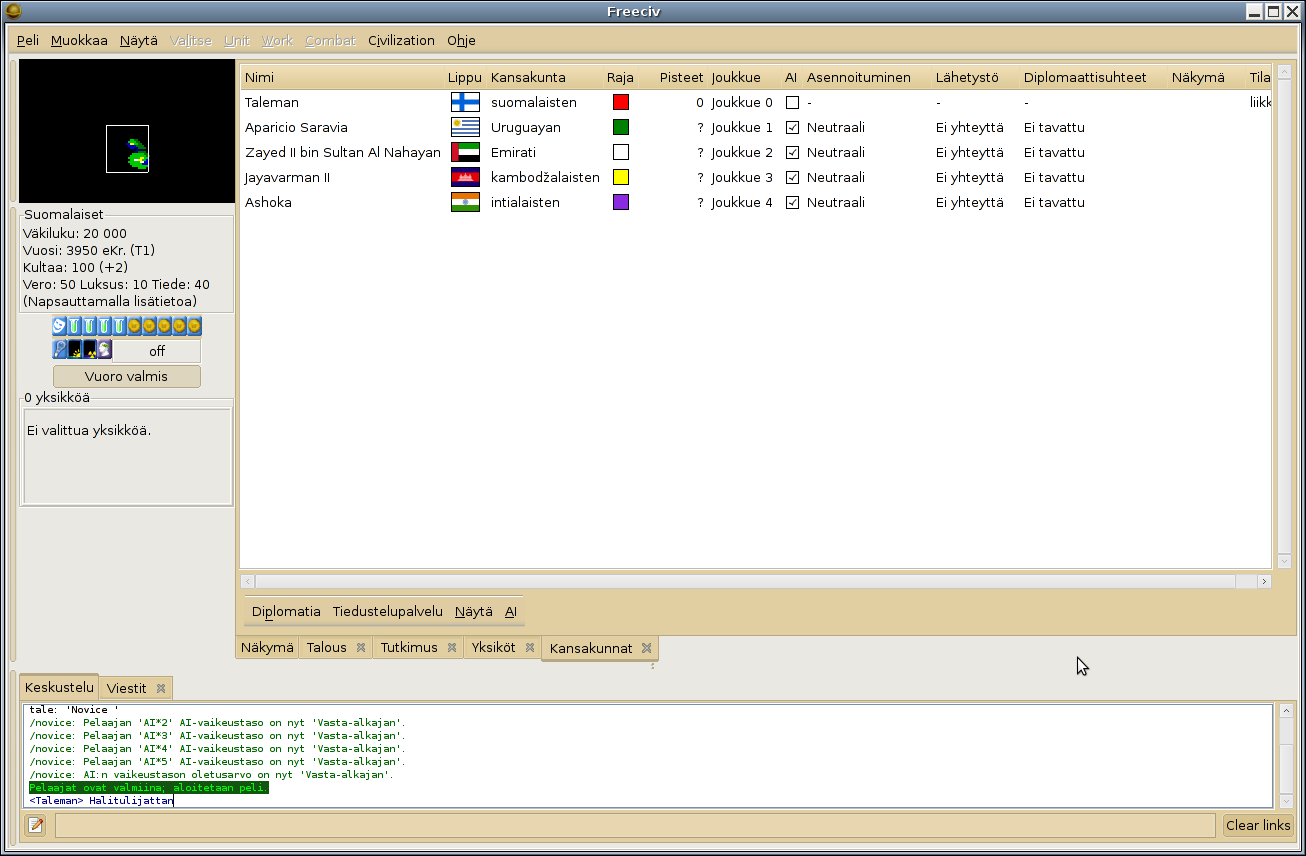 Freeciv
Peli Muokkaa Näytä Valitse Unit Work Combat Civilization Ohje
Nimi Lippu Kansakunta Raja Pisteet Joukkue AI Asennoituminen Lähetystö Diplomaattisuhteet Näkymä Tila
Taleman suomalaisten 0 Joukkue 0 - - - liikk
Aparicio Saravia Uruguayan ? Joukkue 1 Neutraali Ei yhteyttä Ei tavattu
Zayed II bin Sultan Al Nahayan Emirati ? Joukkue 2 Neutraali Ei yhteyttä Ei tavattu
Jayavarman II kambodžalaisten ? Joukkue 3 Neutraali Ei yhteyttä Ei tavattu
Ashoka intialaisten ? Joukkue 4 Neutraali Ei yhteyttä Ei tavattu
Suomalaiset
Väkiluku: 20 000
Vuosi: 3950 eKr. (T1)
Kultaa: 100 (+2)
Vero: 50 Luksus: 10 Tiede: 40
(Napsauttamalla lisätietoa)
off
Vuoro valmis
0 yksikköä
Ei valittua yksikköä.
Diplomatia Tiedustelupalvelu Näytä AI
Näkymä Talous Tutkimus Yksiköt Kansakunnat
Keskustelu Viestit
tale: 'Novice '
/novice: Pelaajan 'AI*2' AI-vaikeustaso on nyt 'Vasta-alkajan'.
/novice: Pelaajan 'AI*3' AI-vaikeustaso on nyt 'Vasta-alkajan'.
/novice: Pelaajan 'AI*4' AI-vaikeustaso on nyt 'Vasta-alkajan'.
/novice: Pelaajan 'AI*5' AI-vaikeustaso on nyt 'Vasta-alkajan'.
/novice: AI:n vaikeustason oletusarvo on nyt 'Vasta-alkajan'.
Pelaajat ovat valmiina; aloitetaan peli.
<Taleman> Halitulijattan
Clear links